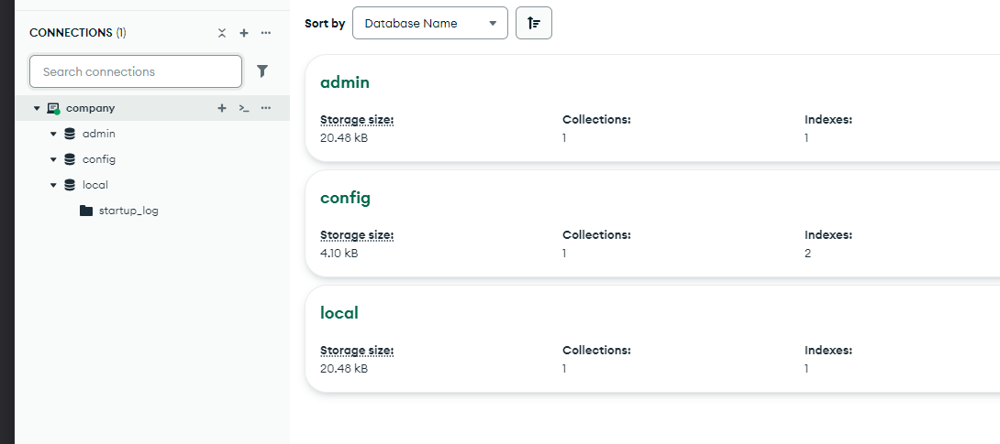 CONNECTIONS (1)
Search connections
company
admin
config
local
startup_log
Sort by
Database Name
admin
Storage size: Collections: Indexes:
20.48 kB 1 1
config
Storage size: Collections: Indexes:
4.10 kB 1 2
local
Storage size: Collections: Indexes:
20.48 kB 1 1